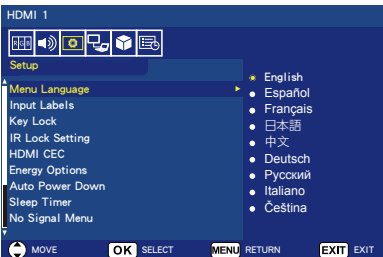 HDMI 1
RGB
Setup
Menu Language
Input Labels
Key Lock
IR Lock Setting
HDMI CEC
Energy Options
Auto Power Down
Sleep Timer
No Signal Menu
English
Español
Français
日本語
中文
Deutsch
Русский
Italiano
Čeština
MOVE OK SELECT MENU RETURN EXIT EXIT